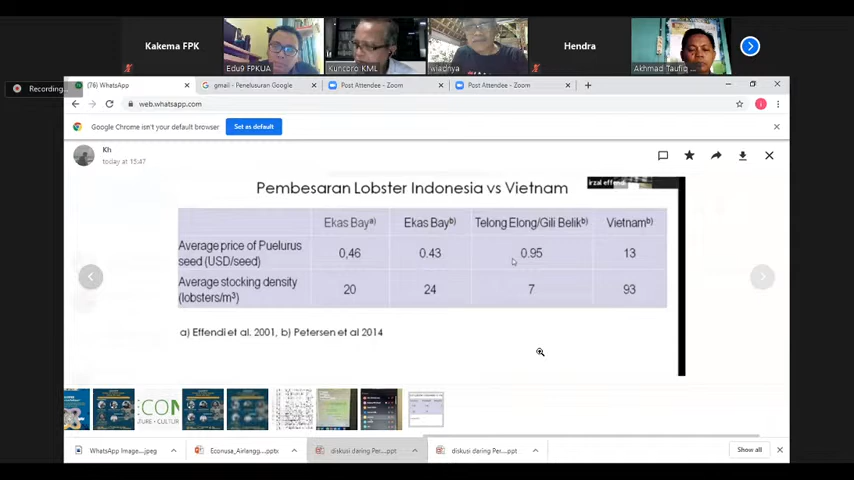 Kakema FPK
Edu9 FPKUA
Kuncoro KML
wiadnya
Hendra
Akhmad Taufiq ...
Recording...
(76) WhatsApp
gmail - Penelusuran Google
Post Attendee - Zoom
Post Attendee - Zoom
web.whatsapp.com
Google Chrome isn't your default browser
Set as default
Kh
today at 15:47
Pembesaran Lobster Indonesia vs Vietnam
irzal effendi
Ekas Bay a)
Ekas Bay b)
Telong Elong/Gili Belik b)
Vietnam b)
Average price of Puelurus
seed (USD/seed)
0,46
0.43
0.95
13
Average stocking density
(lobsters/m³)
20
24
7
93
a) Effendi et al. 2001, b) Petersen et al 2014
WhatsApp Image....jpeg
Econusa_Airlangg....pptx
diskusi daring Per....ppt
diskusi daring Per....ppt
Show all